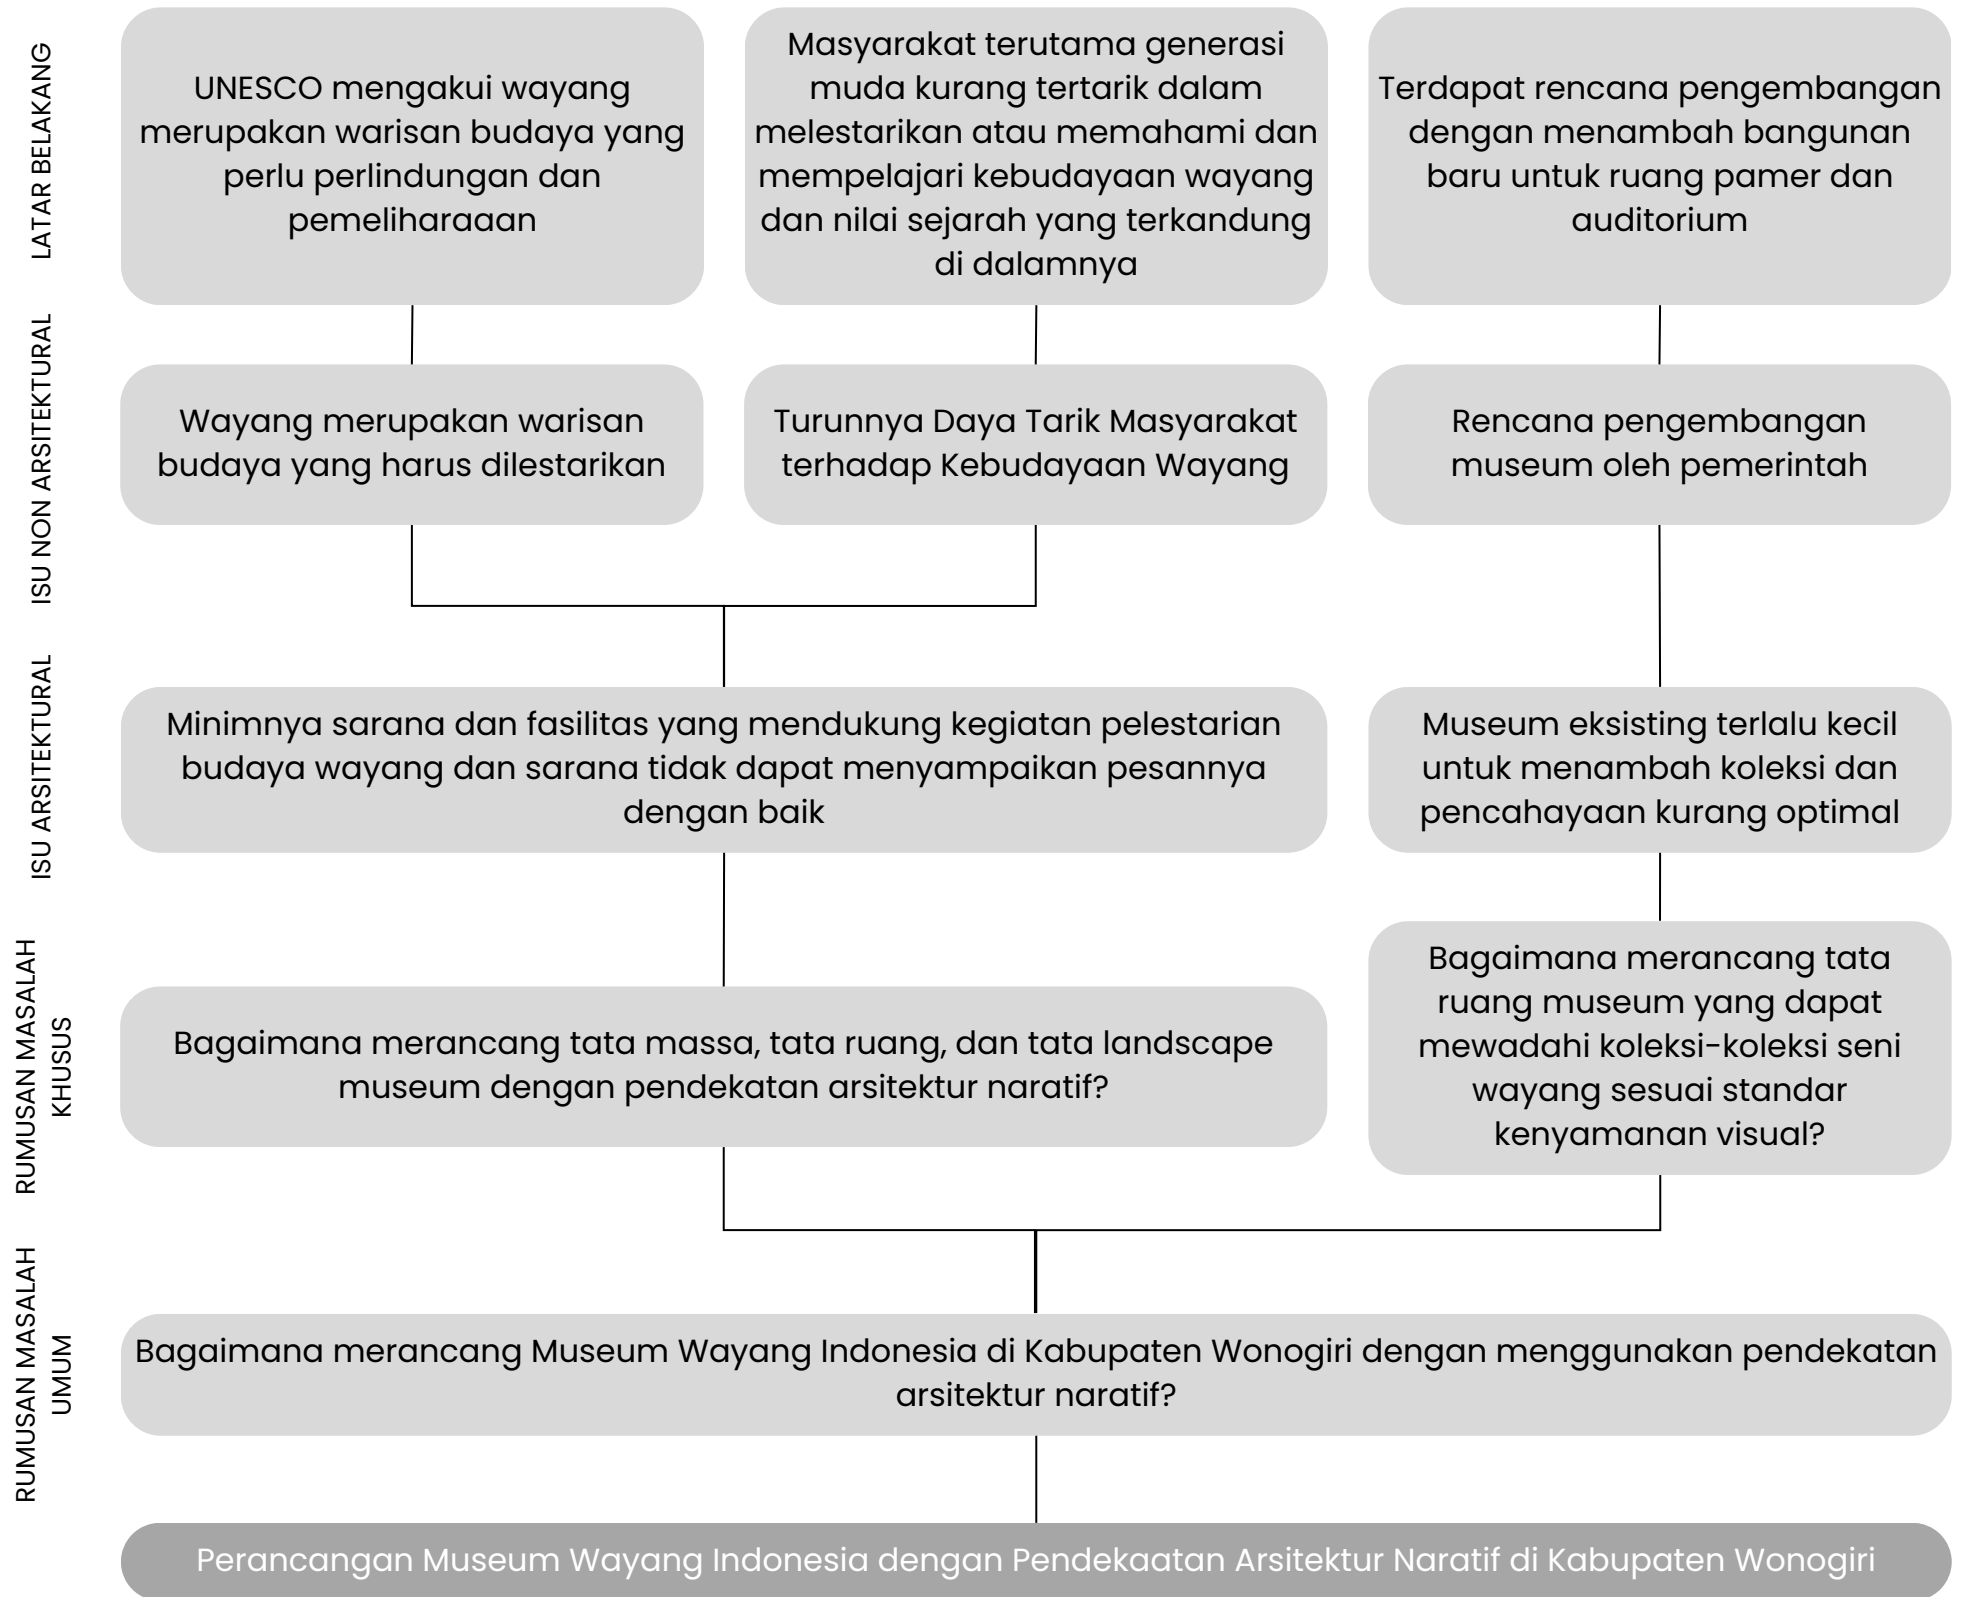 LATAR BELAKANG
UNESCO mengakui wayang
merupakan warisan budaya yang
perlu perlindungan dan
pemeliharaaan
Masyarakat terutama generasi
muda kurang tertarik dalam
melestarikan atau memahami dan
mempelajari kebudayaan wayang
dan nilai sejarah yang terkandung
di dalamnya
Terdapat rencana pengembangan
dengan menambah bangunan
baru untuk ruang pamer dan
auditorium
ISU NON ARSITEKTURAL
Wayang merupakan warisan
budaya yang harus dilestarikan
Turunnya Daya Tarik Masyarakat
terhadap Kebudayaan Wayang
Rencana pengembangan
museum oleh pemerintah
ISU ARSITEKTURAL
Minimnya sarana dan fasilitas yang mendukung kegiatan pelestarian
budaya wayang dan sarana tidak dapat menyampaikan pesannya
dengan baik
Museum eksisting terlalu kecil
untuk menambah koleksi dan
pencahayaan kurang optimal
RUMUSAN MASALAH
KHUSUS
Bagaimana merancang tata massa, tata ruang, dan tata landscape
museum dengan pendekatan arsitektur naratif?
Bagaimana merancang tata
ruang museum yang dapat
mewadahi koleksi-koleksi seni
wayang sesuai standar
kenyamanan visual?
RUMUSAN MASALAH
UMUM
Bagaimana merancang Museum Wayang Indonesia di Kabupaten Wonogiri dengan menggunakan pendekatan
arsitektur naratif?
Perancangan Museum Wayang Indonesia dengan Pendekaatan Arsitektur Naratif di Kabupaten Wonogiri